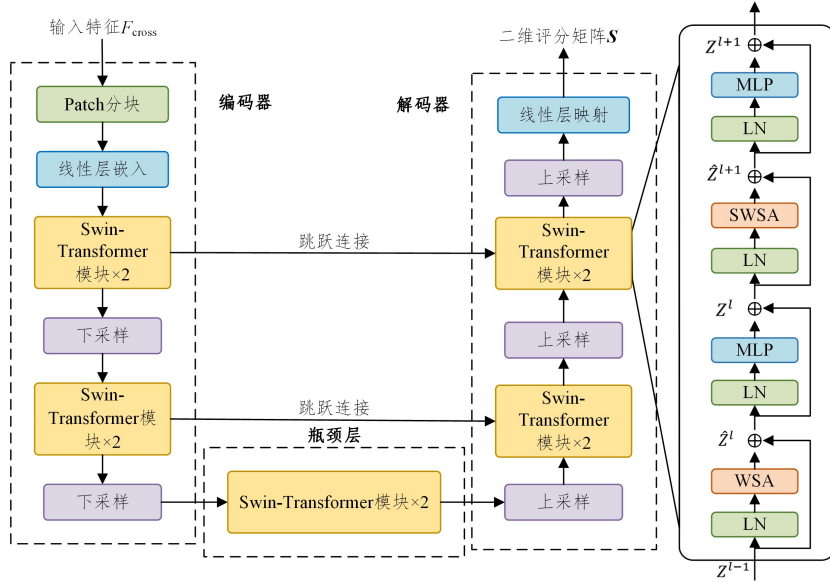 输入特征F_cross
编码器
Patch分块
线性层嵌入
Swin-
Transformer
模块×2
下采样
Swin-
Transformer模
块×2
下采样
跳跃连接
跳跃连接
瓶颈层
Swin-Transformer模块×2
二维评分矩阵S
解码器
线性层映射
上采样
Swin-
Transformer
模块×2
上采样
Swin-
Transformer
模块×2
上采样
Z^{l+1}
MLP
LN
Ẑ^{l+1}
SWSA
LN
Z^l
MLP
LN
Ẑ^l
WSA
LN
Z^{l−1}